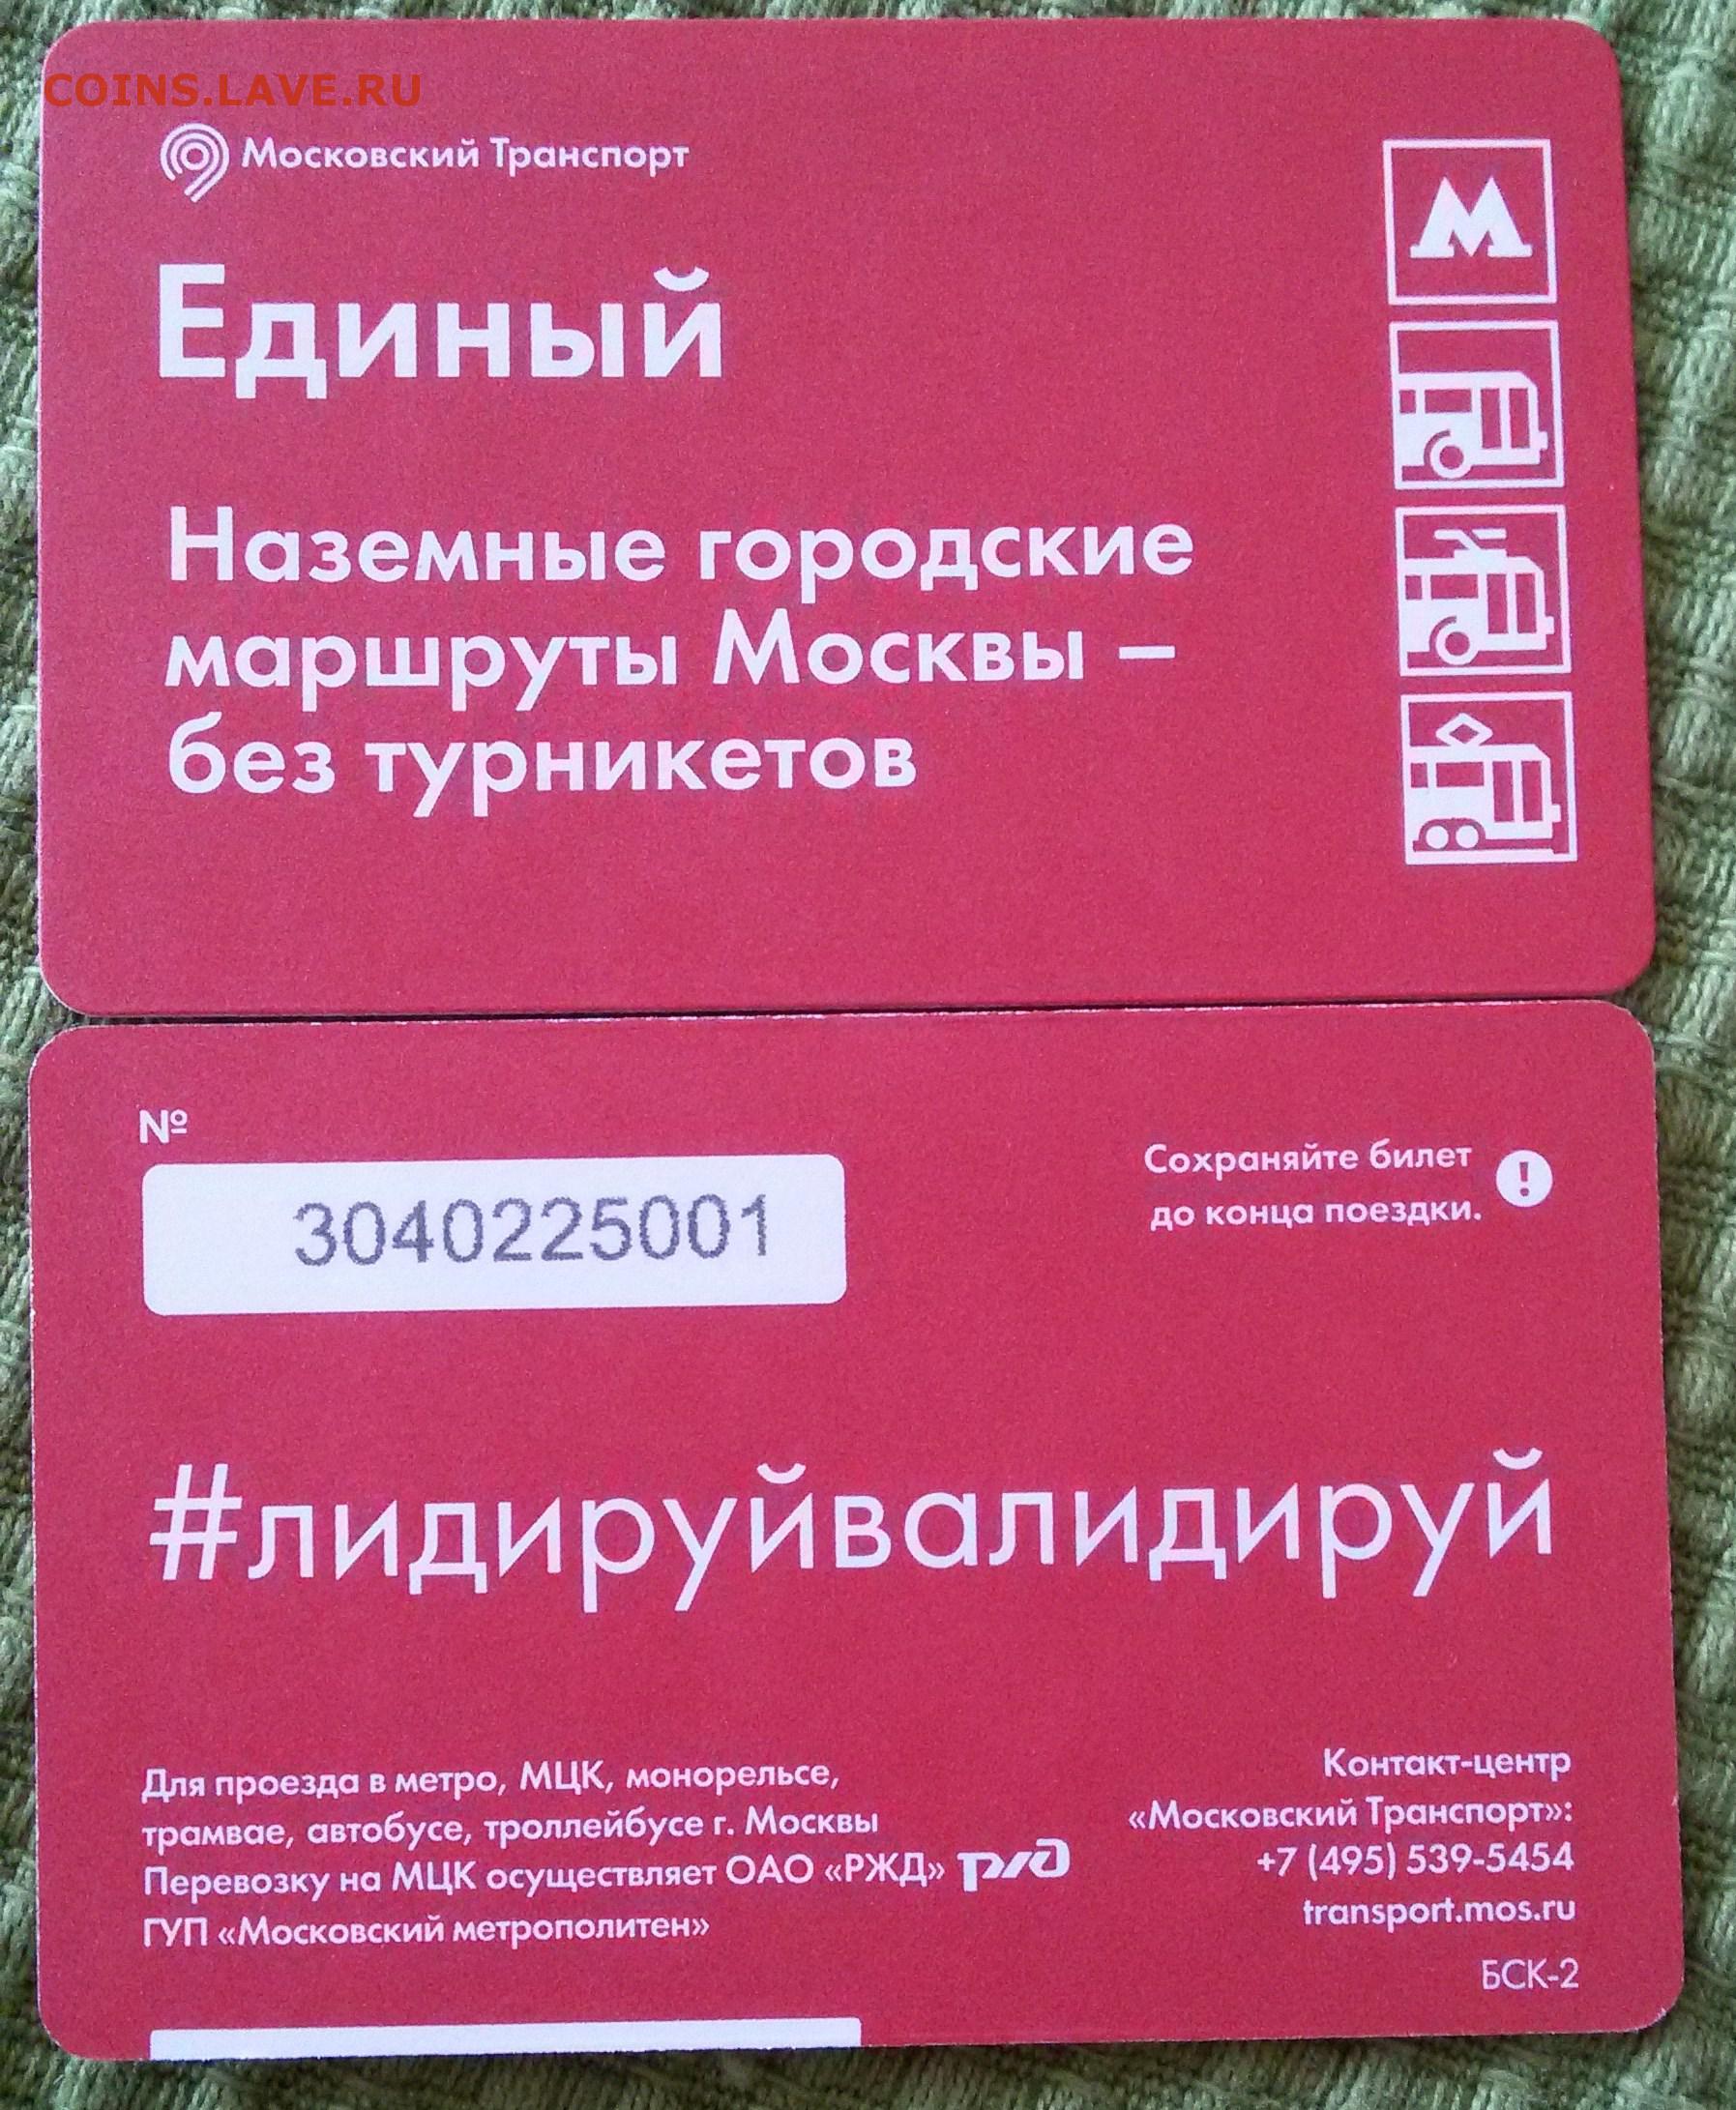 COINS.LAVE.RU
Московский Транспорт
М
Единый
Наземные городские
маршруты Москвы –
без турникетов
№
3040225001
Сохраняйте билет
до конца поездки.
!
#лидируйвалидируй
Для проезда в метро, МЦК, монорельсе,
трамвае, автобусе, троллейбусе г. Москвы
Перевозку на МЦК осуществляет ОАО «РЖД» РЖД
ГУП «Московский метрополитен»
Контакт-центр
«Московский Транспорт»:
+7 (495) 539-5454
transport.mos.ru
БСК-2